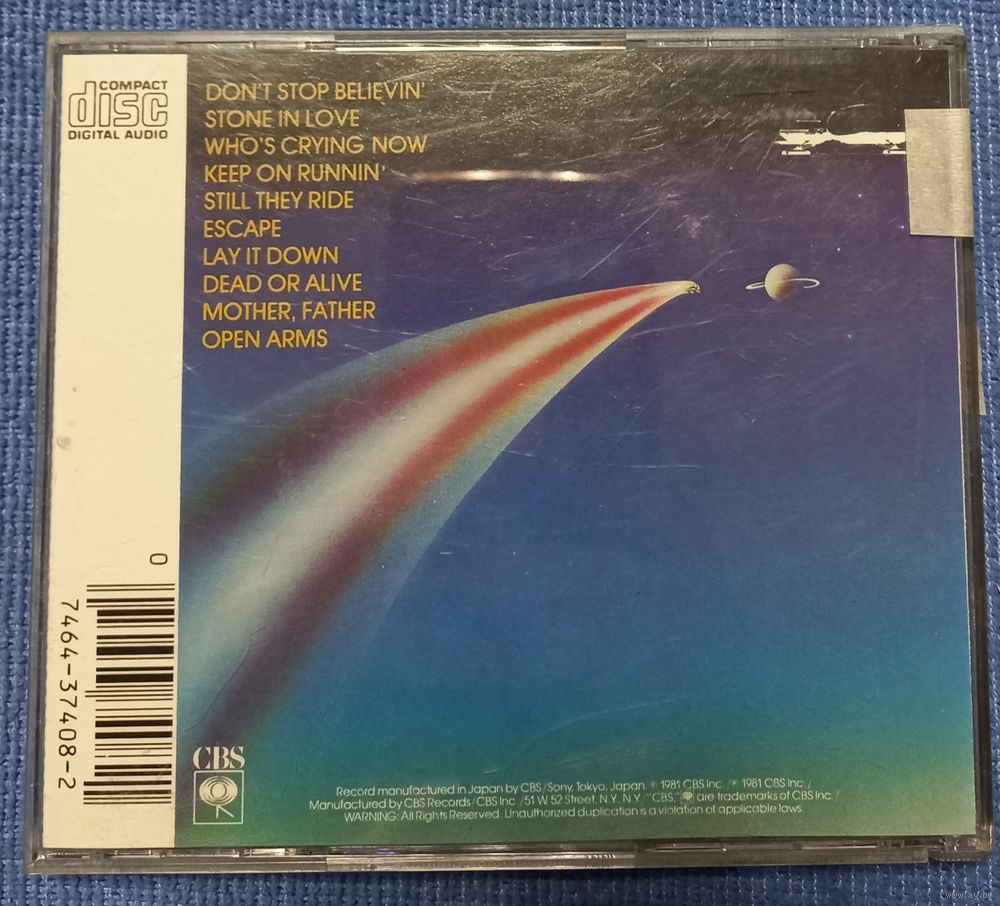 COMPACT
disc
DIGITAL AUDIO
DON'T STOP BELIEVIN'
STONE IN LOVE
WHO'S CRYING NOW
KEEP ON RUNNIN'
STILL THEY RIDE
ESCAPE
LAY IT DOWN
DEAD OR ALIVE
MOTHER, FATHER
OPEN ARMS
0
7464-37408-2
CBS
Record manufactured in Japan by CBS/Sony, Tokyo, Japan. © 1981 CBS Inc. / ℗ 1981 CBS Inc. /
Manufactured by CBS Records/CBS Inc. /51 W. 52 Street, N.Y., N.Y. "CBS," are trademarks of CBS Inc. /
WARNING: All Rights Reserved. Unauthorized duplication is a violation of applicable laws.